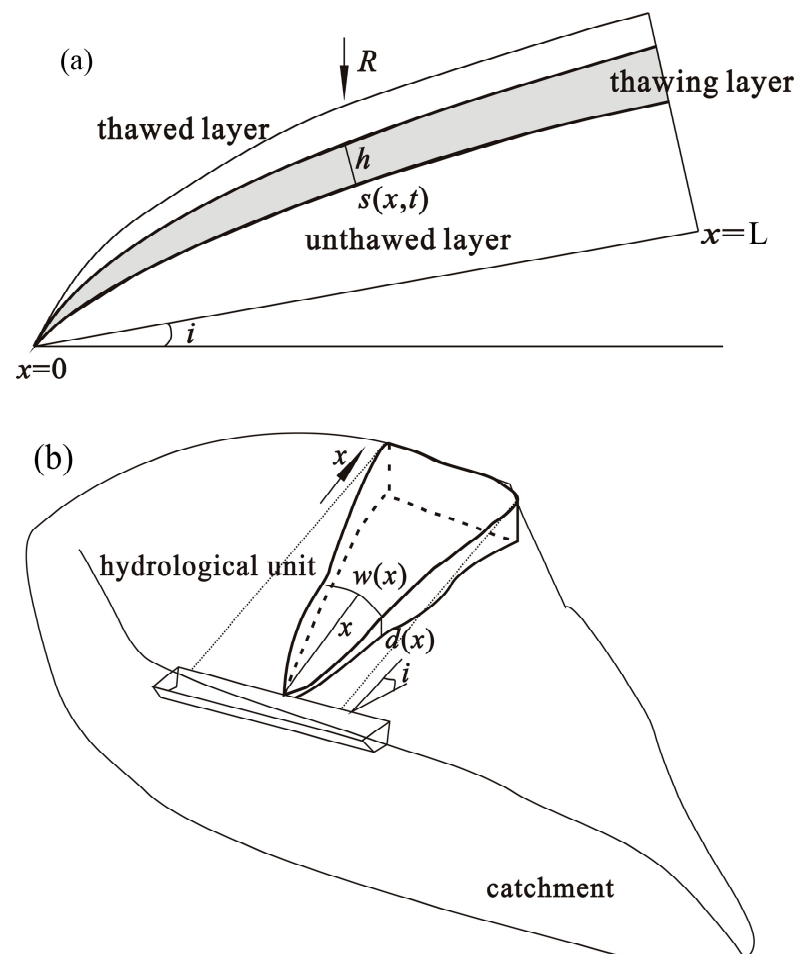 (a)
R
thawing layer
thawed layer
h
s(x,t)
unthawed layer
x=L
i
x=0
(b)
x
hydrological unit
w(x)
x
d(x)
i
catchment